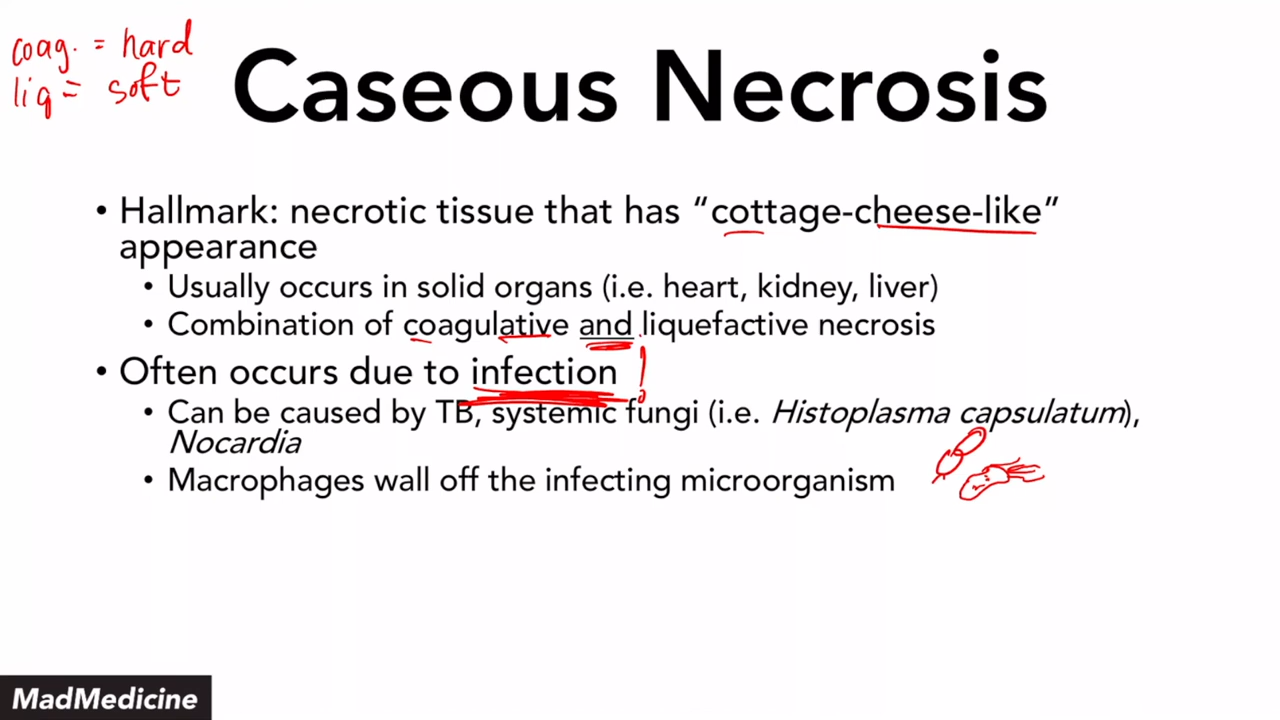 coag. = hard
liq = soft
Caseous Necrosis
• Hallmark: necrotic tissue that has “cottage-cheese-like”
appearance
• Usually occurs in solid organs (i.e. heart, kidney, liver)
• Combination of coagulative and liquefactive necrosis
• Often occurs due to infection !
• Can be caused by TB, systemic fungi (i.e. Histoplasma capsulatum),
Nocardia
• Macrophages wall off the infecting microorganism
MadMedicine